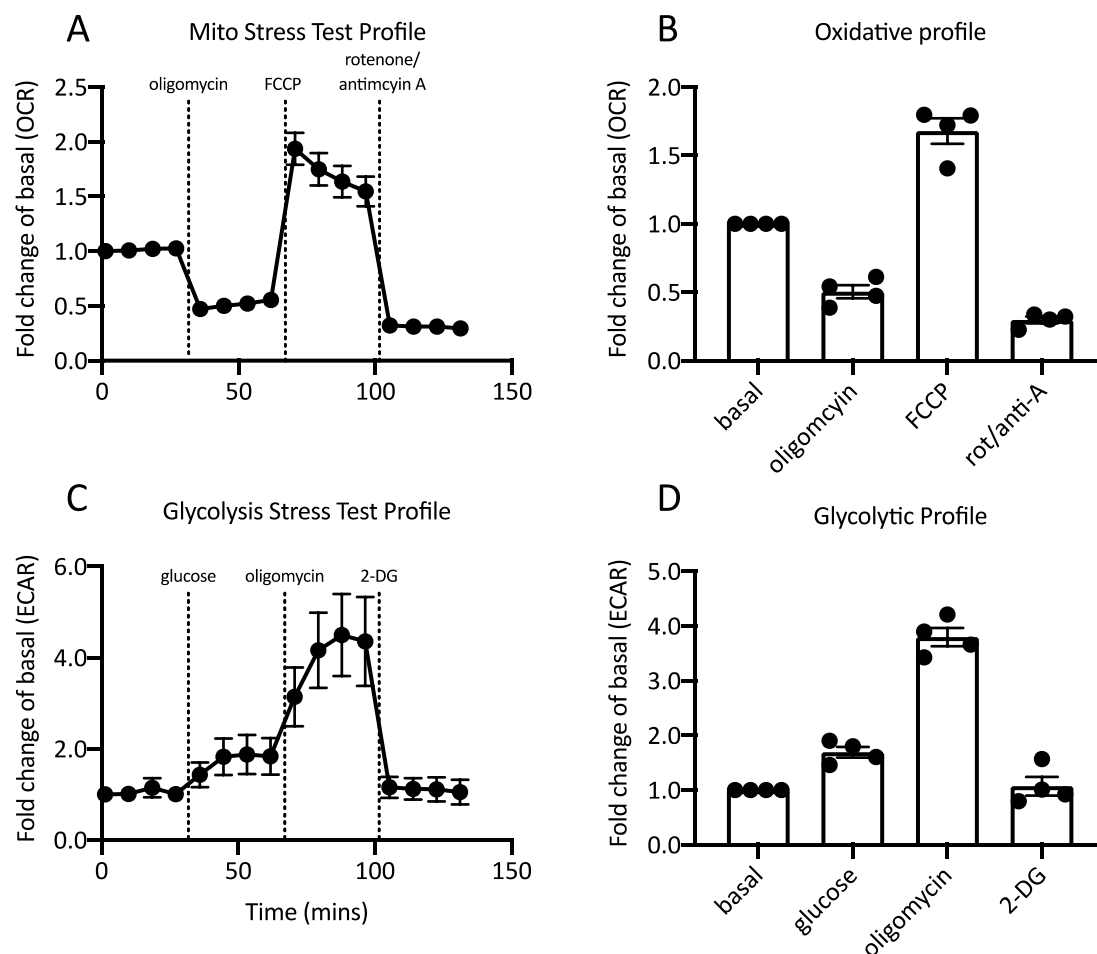 A
Mito Stress Test Profile
rotenone/
oligomycin FCCP antimcyin A
Fold change of basal (OCR)
2.5
2.0
1.5
1.0
0.5
0.0
0 50 100 150
B
Oxidative profile
Fold change of basal (OCR)
2.0
1.5
1.0
0.5
0.0
basal
oligomcyin
FCCP
rot/anti-A
C
Glycolysis Stress Test Profile
glucose oligomycin 2-DG
Fold change of basal (ECAR)
6.0
4.0
2.0
0.0
0 50 100 150
Time (mins)
D
Glycolytic Profile
Fold change of basal (ECAR)
5.0
4.0
3.0
2.0
1.0
0.0
basal
glucose
oligomycin
2-DG